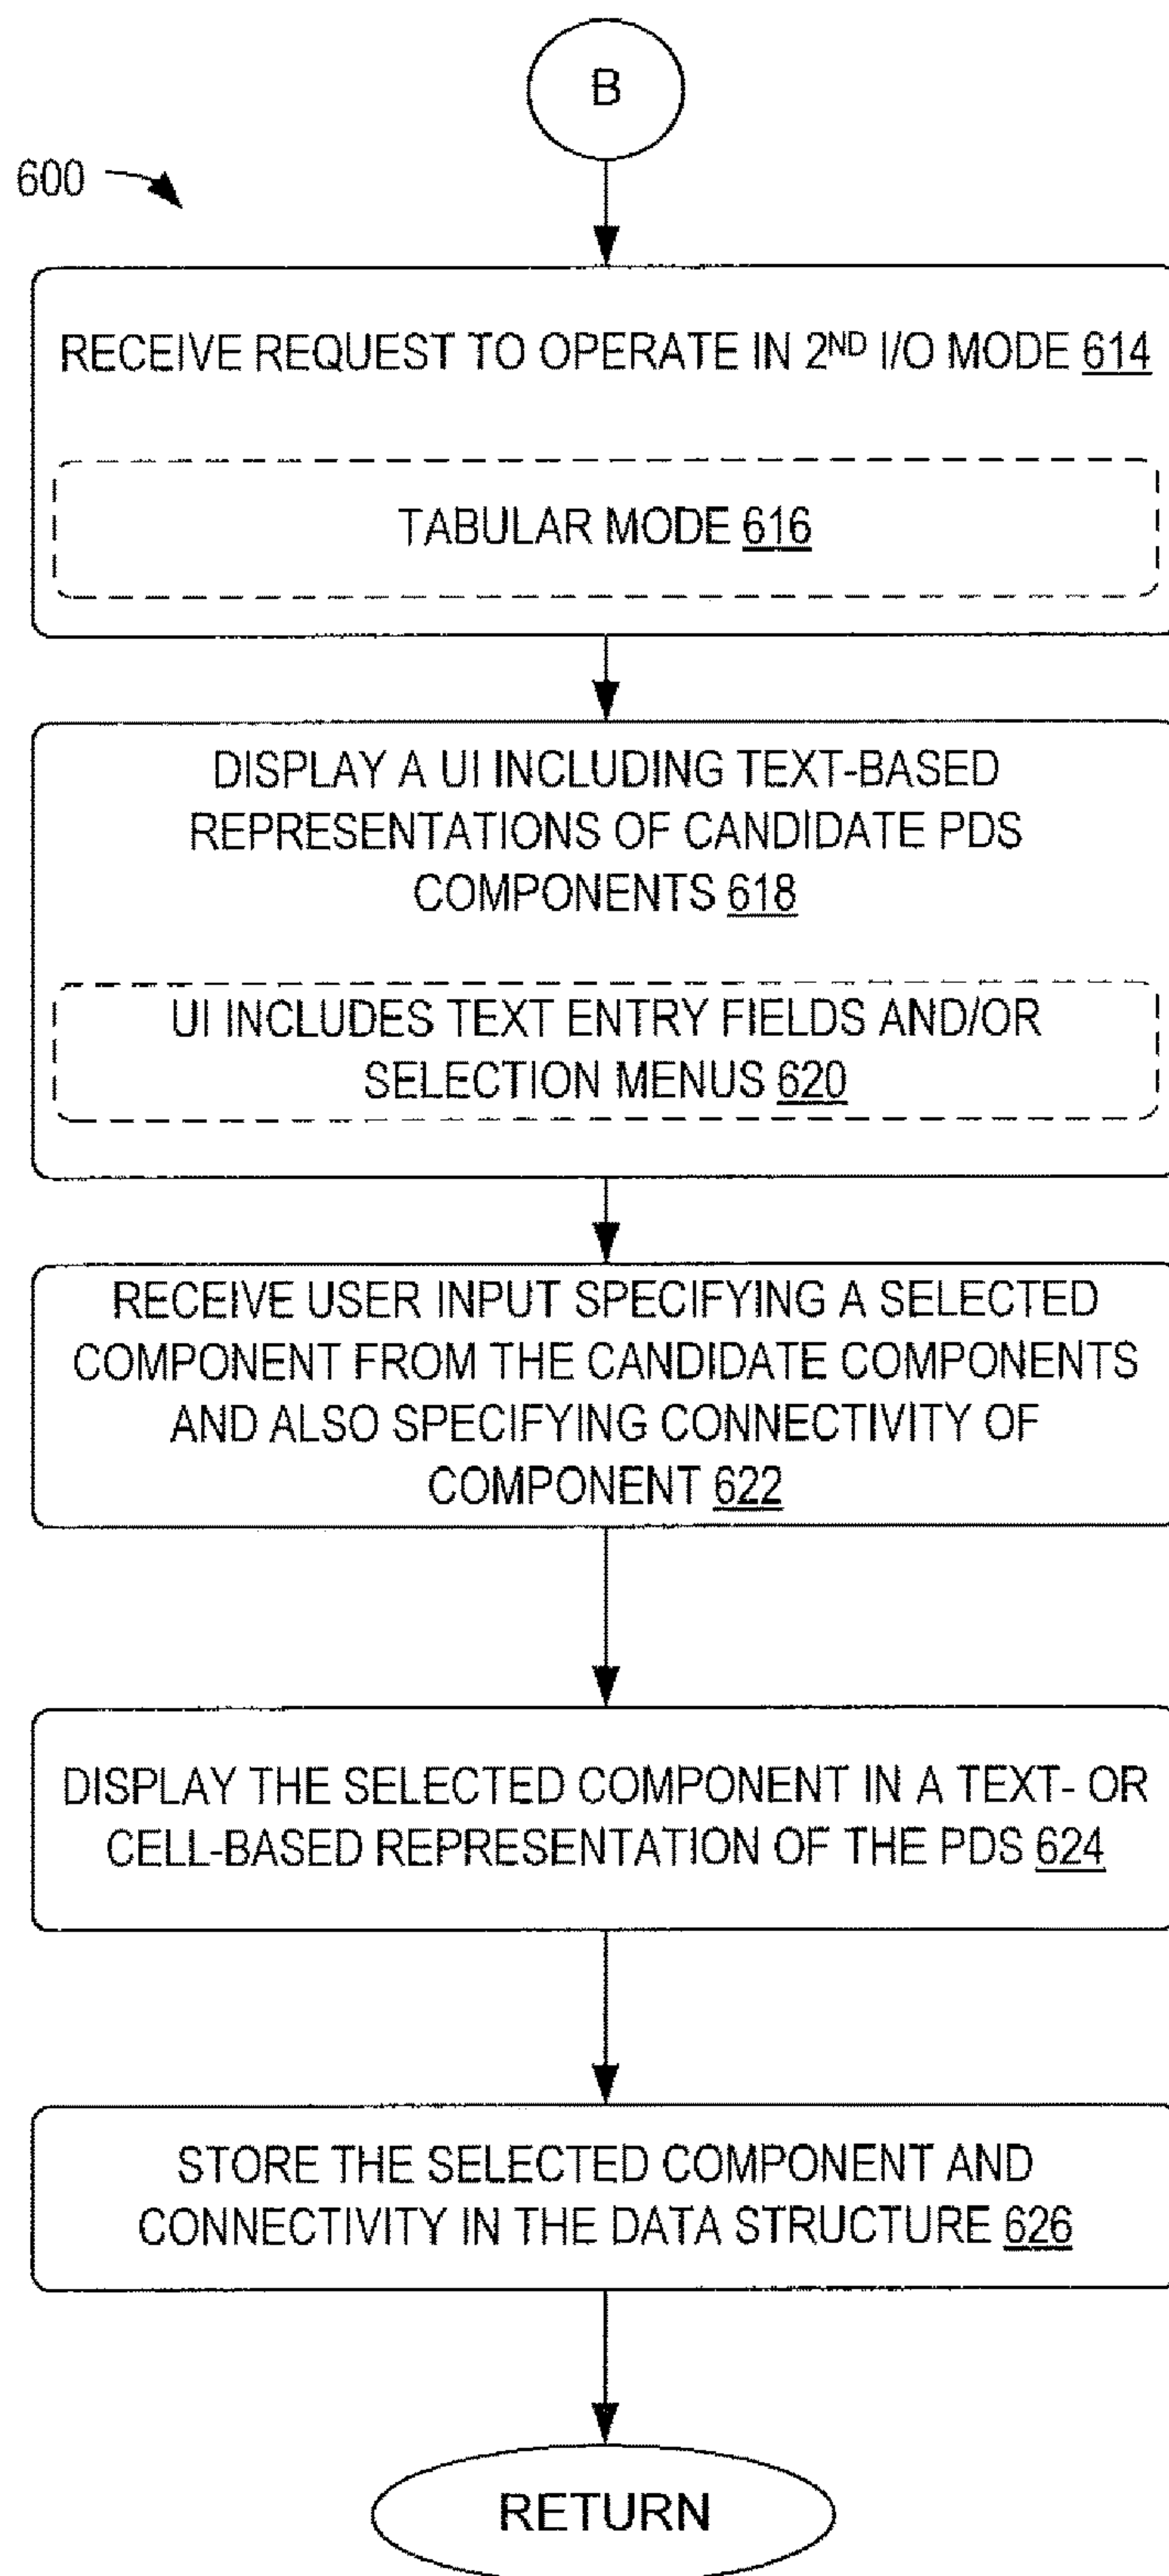 B
600
RECEIVE REQUEST TO OPERATE IN 2ND I/O MODE 614
TABULAR MODE 616
DISPLAY A UI INCLUDING TEXT-BASED
REPRESENTATIONS OF CANDIDATE PDS
COMPONENTS 618
UI INCLUDES TEXT ENTRY FIELDS AND/OR
SELECTION MENUS 620
RECEIVE USER INPUT SPECIFYING A SELECTED
COMPONENT FROM THE CANDIDATE COMPONENTS
AND ALSO SPECIFYING CONNECTIVITY OF
COMPONENT 622
DISPLAY THE SELECTED COMPONENT IN A TEXT- OR
CELL-BASED REPRESENTATION OF THE PDS 624
STORE THE SELECTED COMPONENT AND
CONNECTIVITY IN THE DATA STRUCTURE 626
RETURN